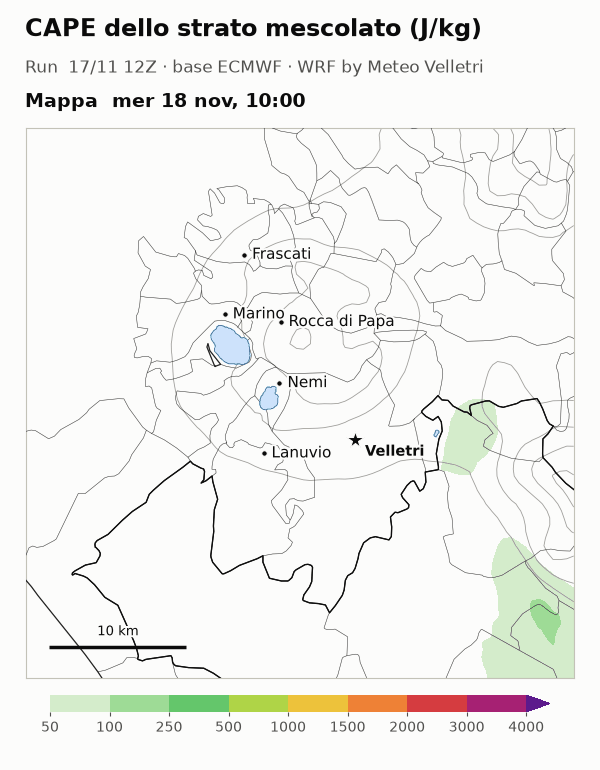 CAPE dello strato mescolato (J/kg)
Run  17/11 12Z · base ECMWF · WRF by Meteo Velletri
Mappa  mer 18 nov, 10:00
Frascati
Marino
Rocca di Papa
Nemi
Velletri
Lanuvio
10 km
50 100 250 500 1000 1500 2000 3000 4000